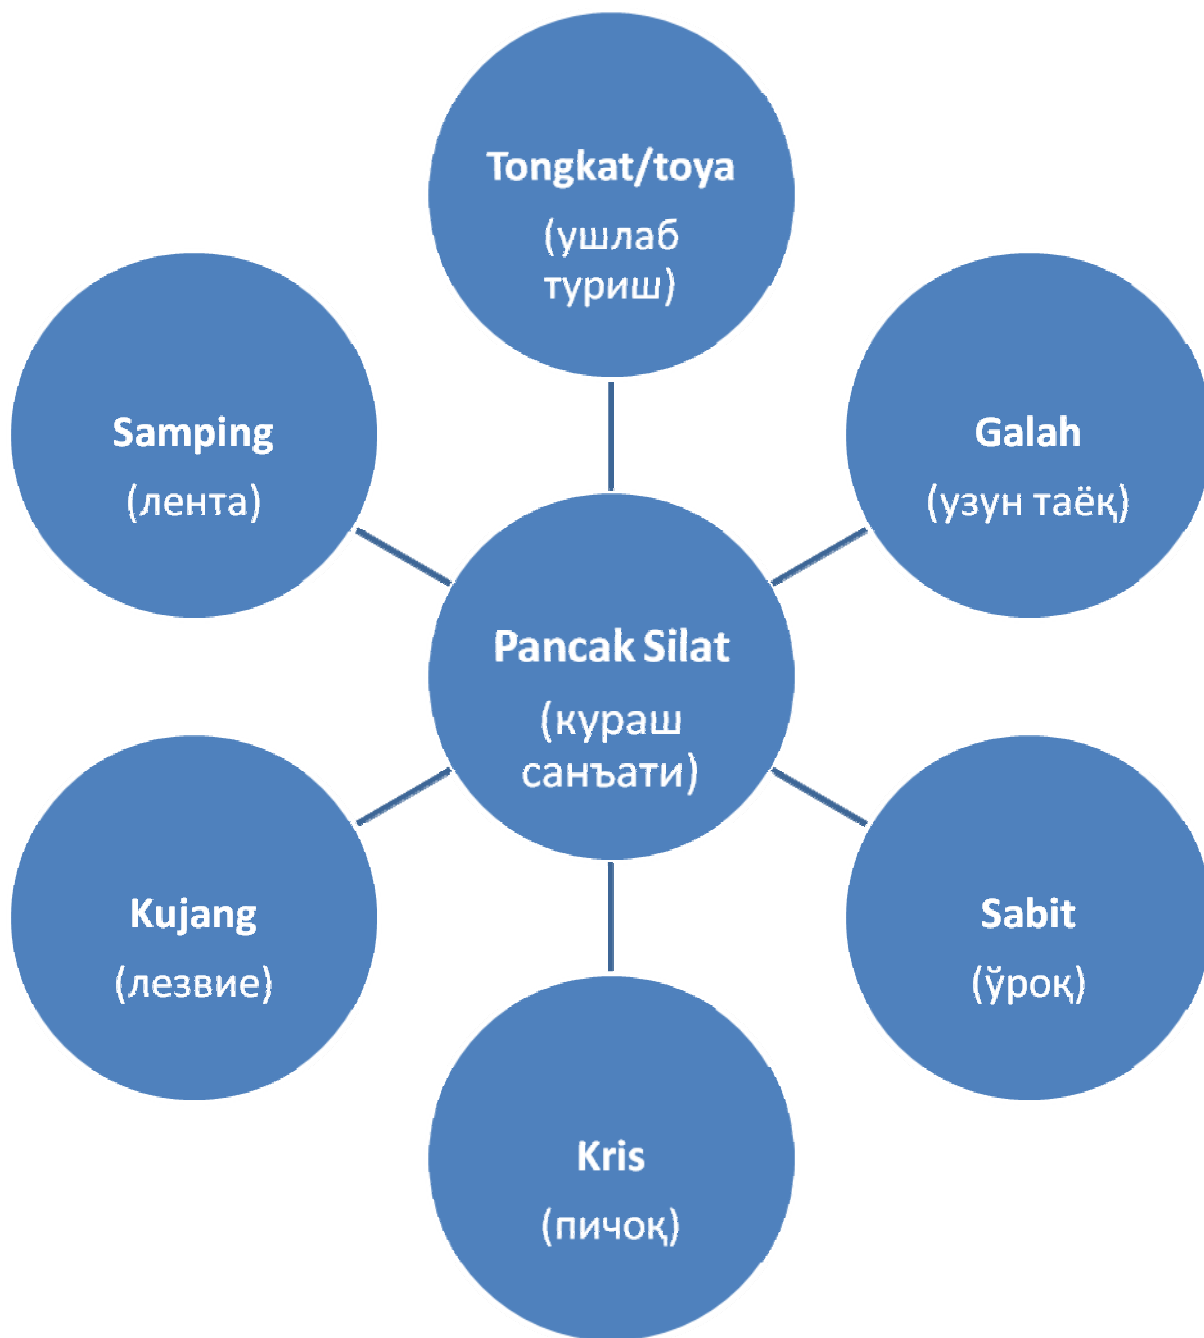 Tongkat/toya
(ушлаб
туриш)
Samping
(лента)
Galah
(узун таёқ)
Pancak Silat
(кураш
санъати)
Kujang
(лезвие)
Sabit
(ўроқ)
Kris
(пичоқ)